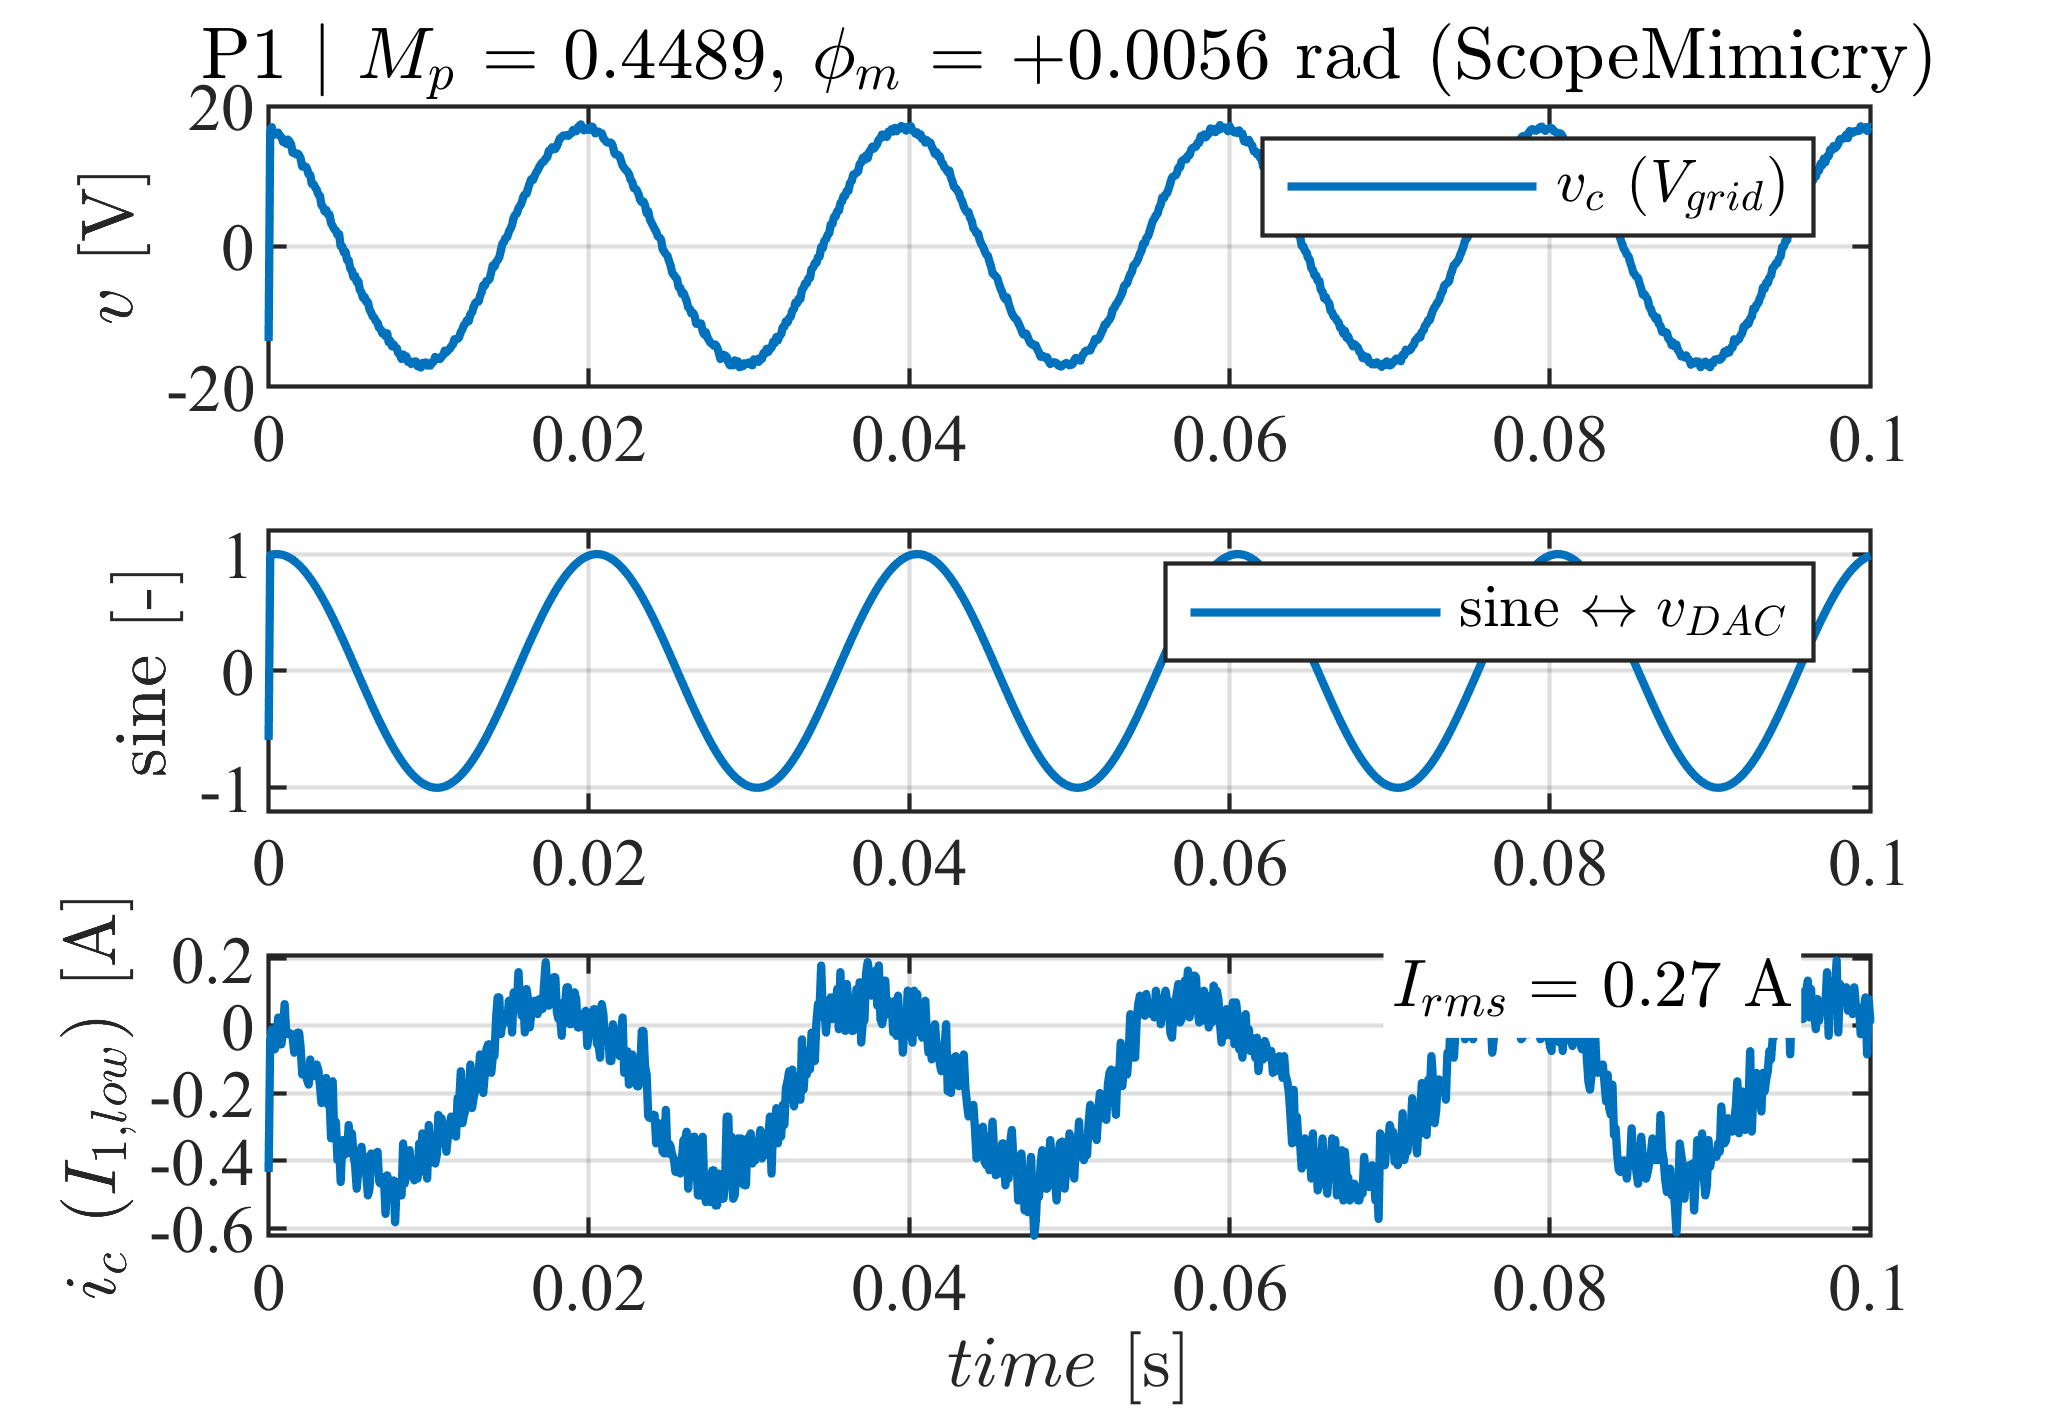 P1 | M_p = 0.4489, ϕ_m = +0.0056 rad (ScopeMimicry)
v [V]
20
0
-20
v_c (V_grid)
0 0.02 0.04 0.06 0.08 0.1
sine [-]
1
0
-1
sine ↔ v_DAC
0 0.02 0.04 0.06 0.08 0.1
i_c (I_1,low) [A]
0.2
0
-0.2
-0.4
-0.6
I_rms = 0.27 A
0 0.02 0.04 0.06 0.08 0.1
time [s]